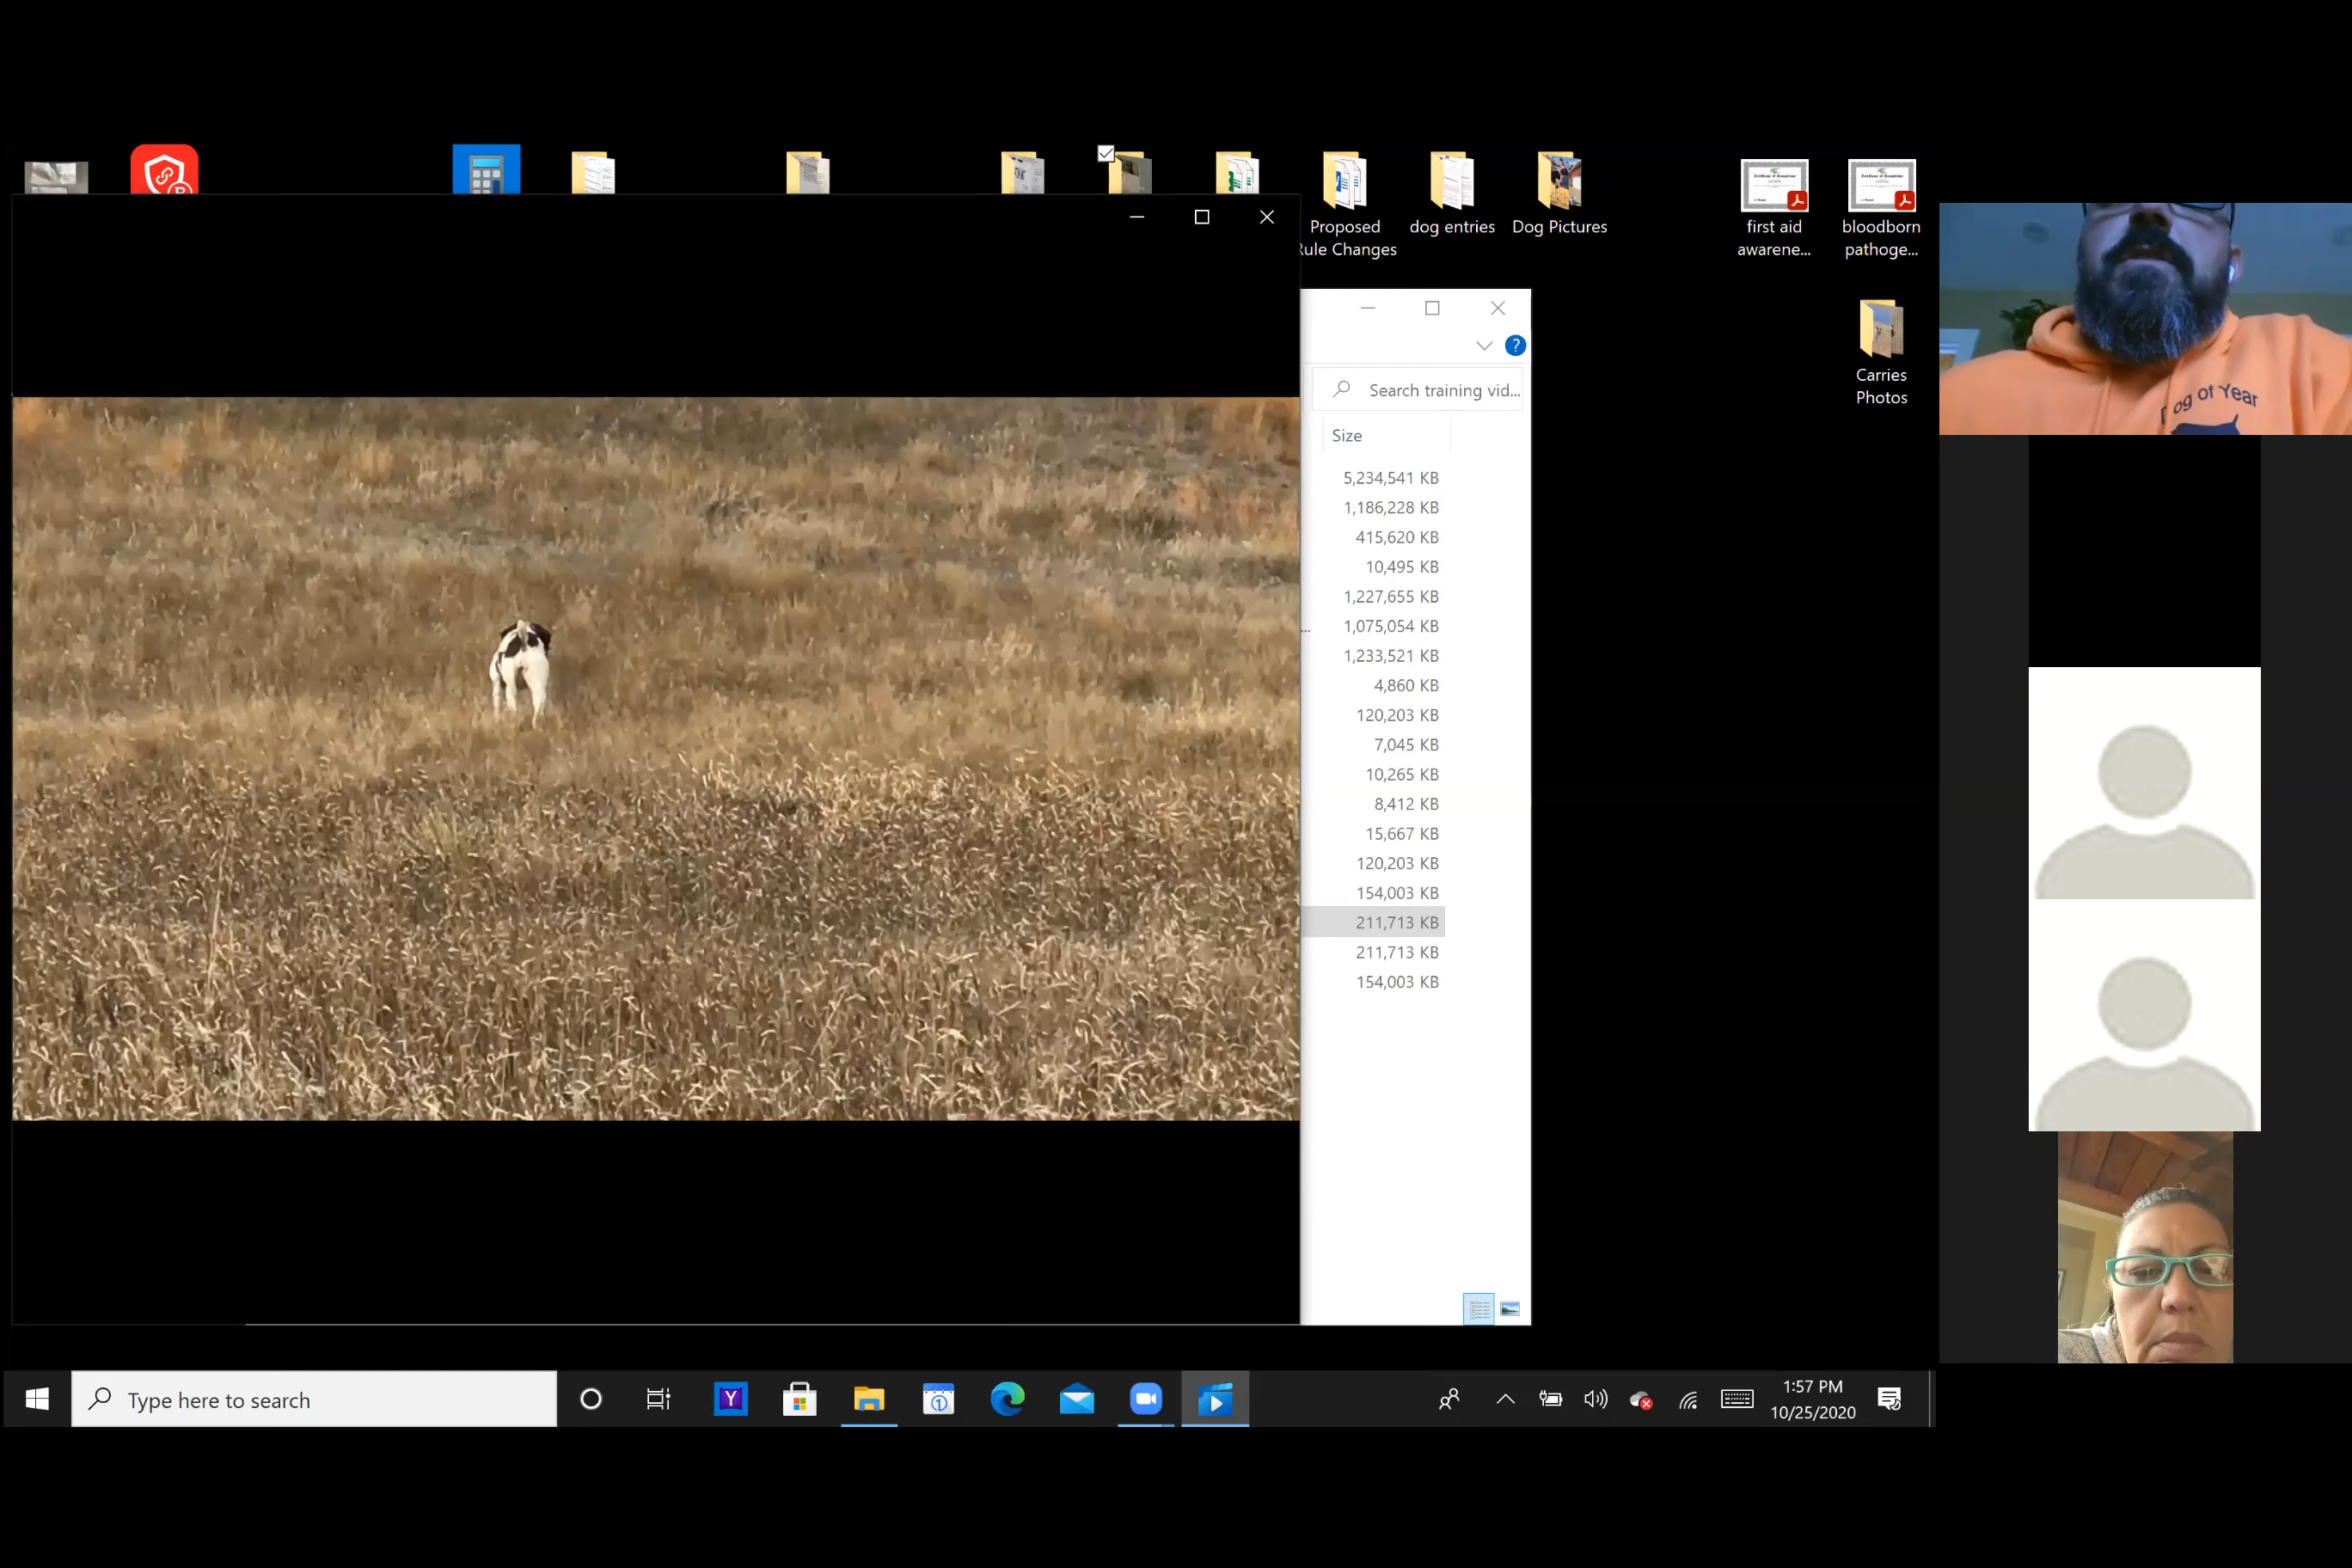 Proposed
Rule Changes
dog entries
Dog Pictures
first aid
awarene...
bloodborn
pathoge...
Carries
Photos
og of Year
?
Search training vid...
Size
5,234,541 KB
1,186,228 KB
415,620 KB
10,495 KB
1,227,655 KB
...
1,075,054 KB
1,233,521 KB
4,860 KB
120,203 KB
7,045 KB
10,265 KB
8,412 KB
15,667 KB
120,203 KB
154,003 KB
211,713 KB
211,713 KB
154,003 KB
Type here to search
Y
1:57 PM
10/25/2020